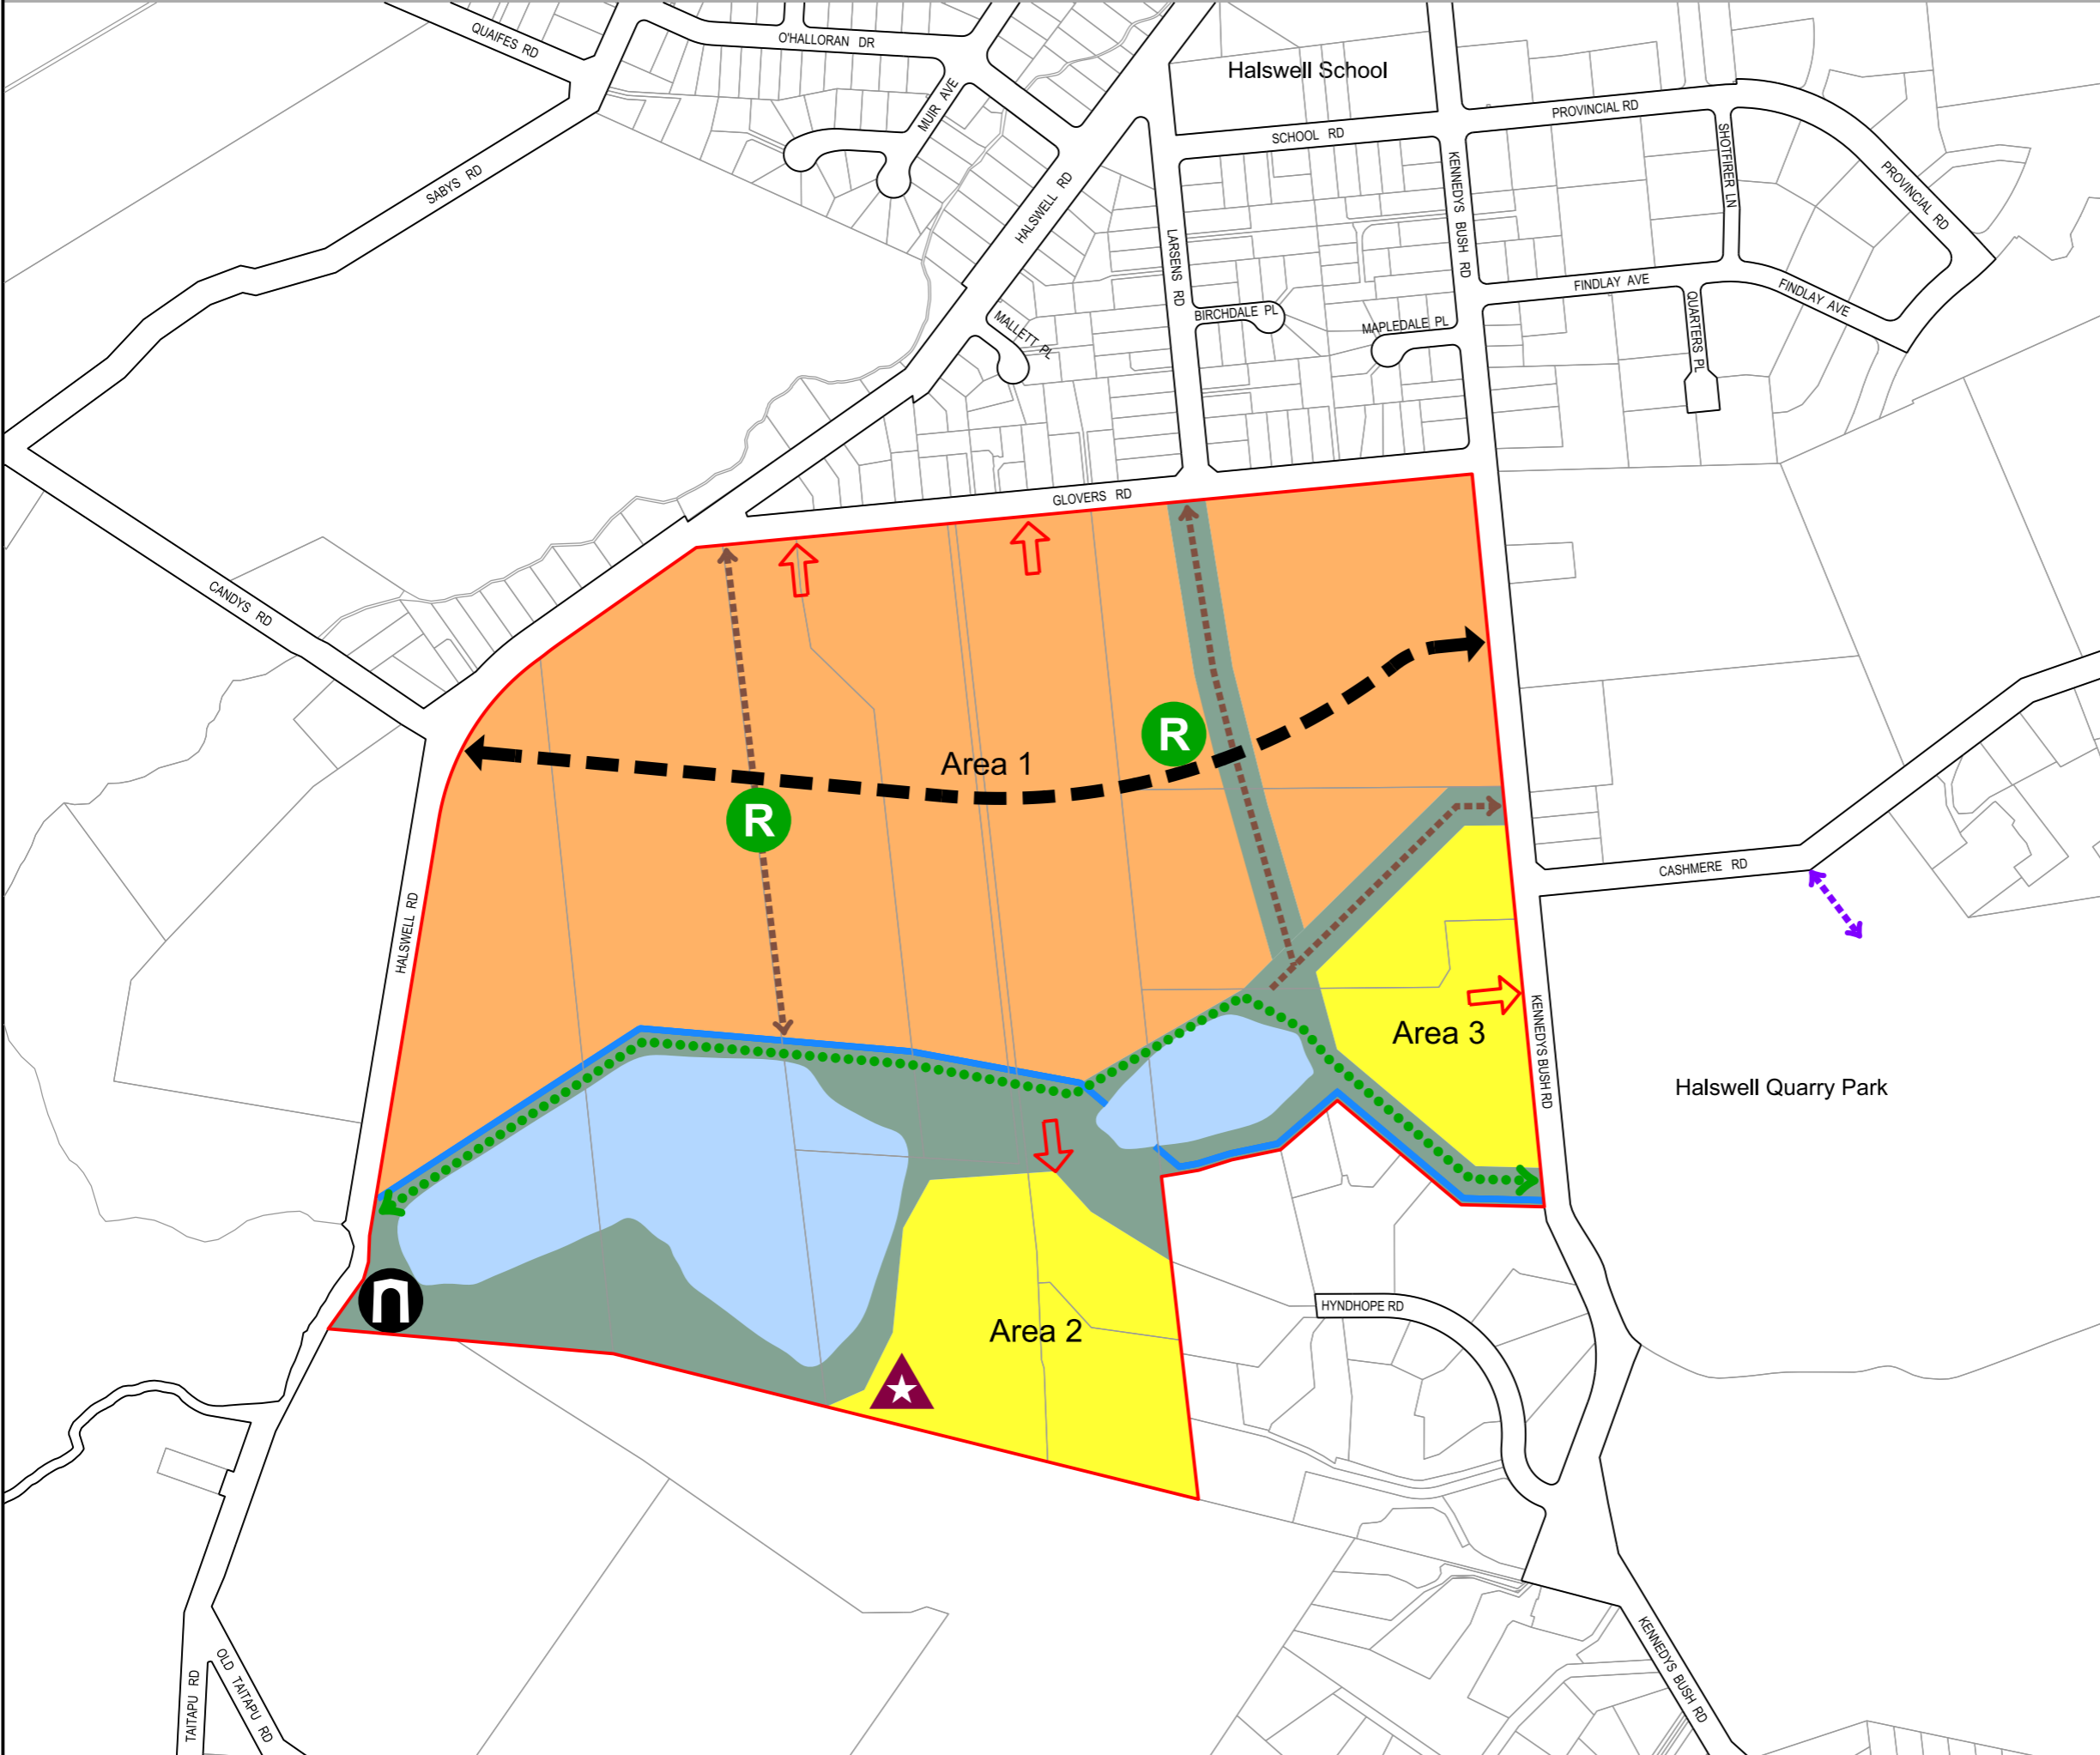 QUAIFES RD
O'HALLORAN DR
Halswell School
MUIR AVE
PROVINCIAL RD
SCHOOL RD
SHOTFIRER LN
PROVINCIAL RD
SABYS RD
HALSWELL RD
KENNEDYS BUSH RD
LARSENS RD
FINDLAY AVE
FINDLAY AVE
QUARTERS PL
BIRCHDALE PL
MAPLEDALE PL
MALLETT PL
GLOVERS RD
CANDYS RD
R
Area 1
R
CASHMERE RD
HALSWELL RD
Area 3
KENNEDYS BUSH RD
Halswell Quarry Park
HYNDHOPE RD
Area 2
KENNEDYS BUSH RD
TAITAPU RD
OLD TAITAPU RD